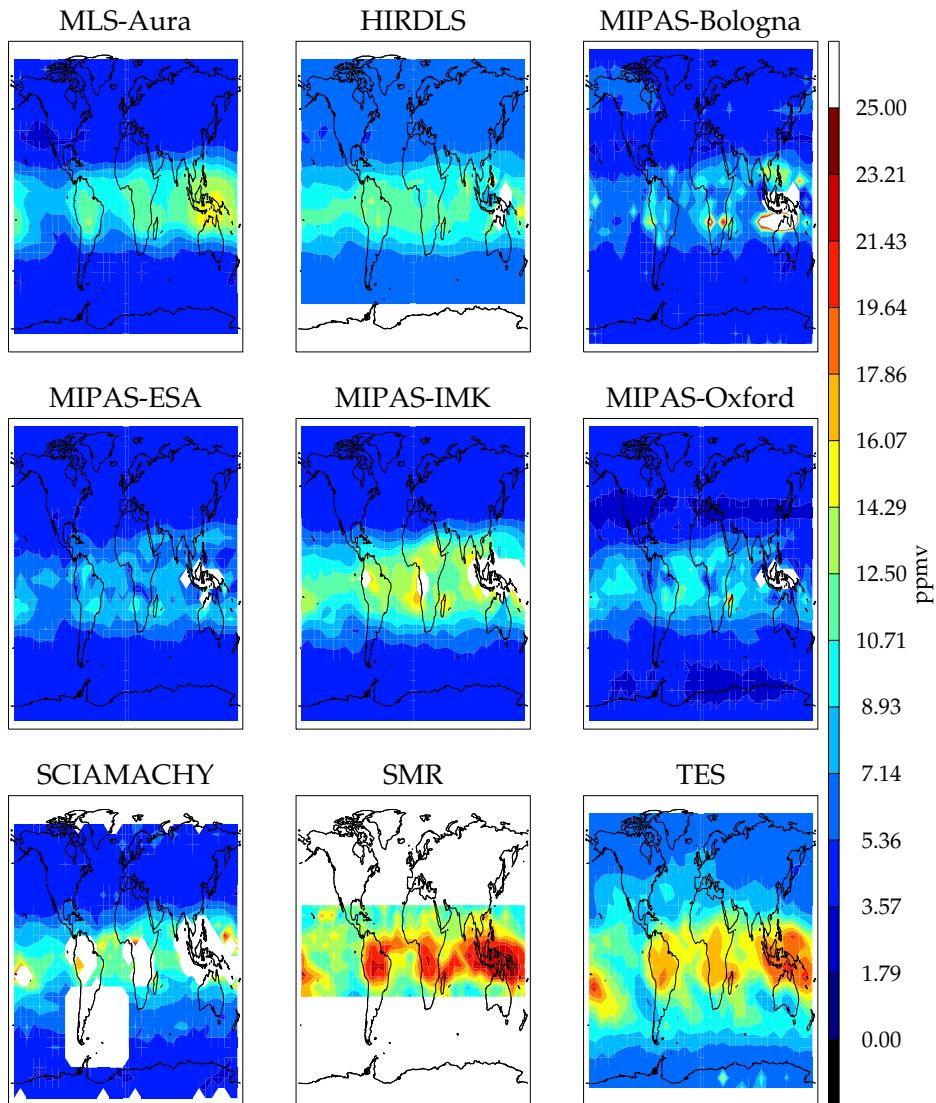 MLS-Aura
HIRDLS
MIPAS-Bologna
MIPAS-ESA
MIPAS-IMK
MIPAS-Oxford
SCIAMACHY
SMR
TES
25.00
23.21
21.43
19.64
17.86
16.07
14.29
12.50
10.71
8.93
7.14
5.36
3.57
1.79
0.00
ppmv